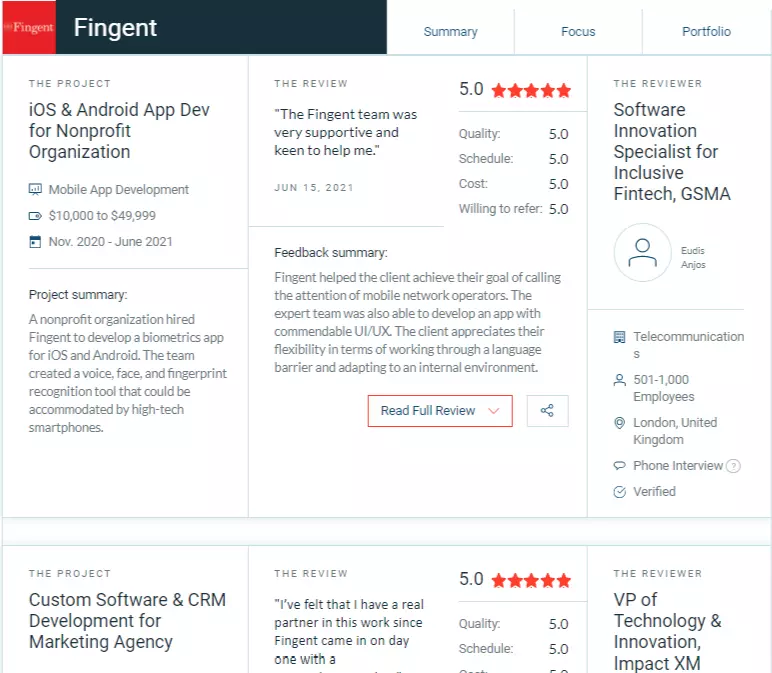 Fingent
Fingent
Summary
Focus
Portfolio
THE PROJECT
iOS & Android App Dev
for Nonprofit
Organization
Mobile App Development
$10,000 to $49,999
Nov. 2020 - June 2021
Project summary:
A nonprofit organization hired
Fingent to develop a biometrics app
for iOS and Android. The team
created a voice, face, and fingerprint
recognition tool that could be
accommodated by high-tech
smartphones.
THE REVIEW
"The Fingent team was
very supportive and
keen to help me."
JUN 15, 2021
5.0
Quality: 5.0
Schedule: 5.0
Cost: 5.0
Willing to refer: 5.0
Feedback summary:
Fingent helped the client achieve their goal of calling
the attention of mobile network operators. The
expert team was also able to develop an app with
commendable UI/UX. The client appreciates their
flexibility in terms of working through a language
barrier and adapting to an internal environment.
Read Full Review
THE REVIEWER
Software
Innovation
Specialist for
Inclusive
Fintech, GSMA
Eudis
Anjos
Telecommunication
s
501-1,000
Employees
London, United
Kingdom
Phone Interview ?
Verified
THE PROJECT
Custom Software & CRM
Development for
Marketing Agency
THE REVIEW
"I've felt that I have a real
partner in this work since
Fingent came in on day
one with a
5.0
Quality: 5.0
Schedule: 5.0
THE REVIEWER
VP of
Technology &
Innovation,
Impact XM